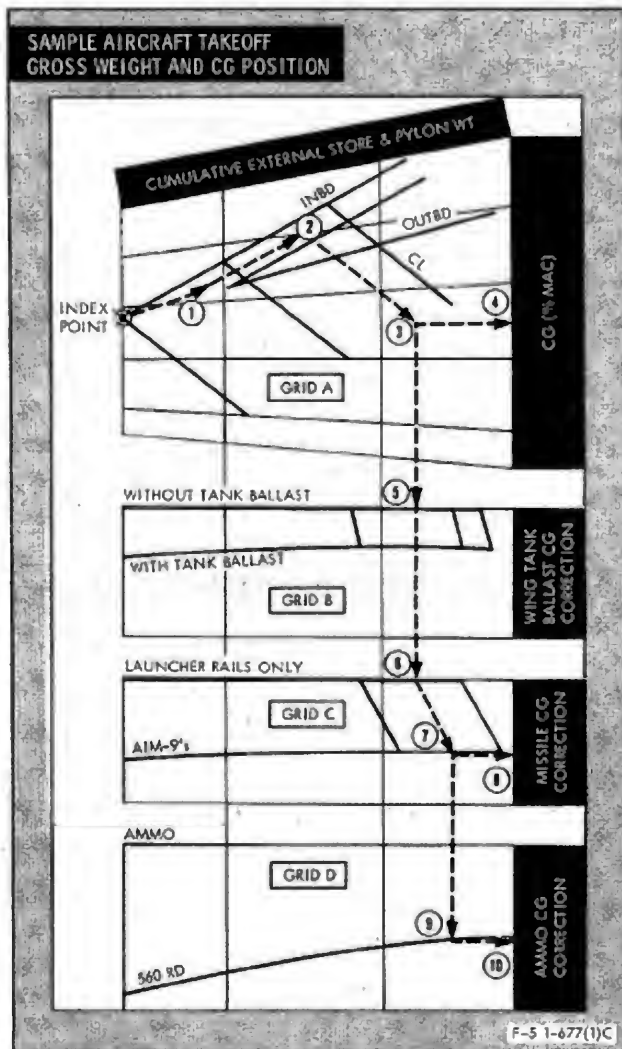 SAMPLE AIRCRAFT TAKEOFF
GROSS WEIGHT AND CG POSITION
CUMULATIVE EXTERNAL STORE & PYLON WT
INBD
OUTBD
CL
2
1
4
3
INDEX
POINT
CG (% MAC)
GRID A
WITHOUT TANK BALLAST
5
WITH TANK BALLAST
GRID B
WING TANK
BALLAST CG
CORRECTION
LAUNCHER RAILS ONLY
6
GRID C
7
AIM-9's
8
MISSILE CG
CORRECTION
AMMO
GRID D
9
560 RD
10
AMMO CG
CORRECTION
F-5 1-677(1)C